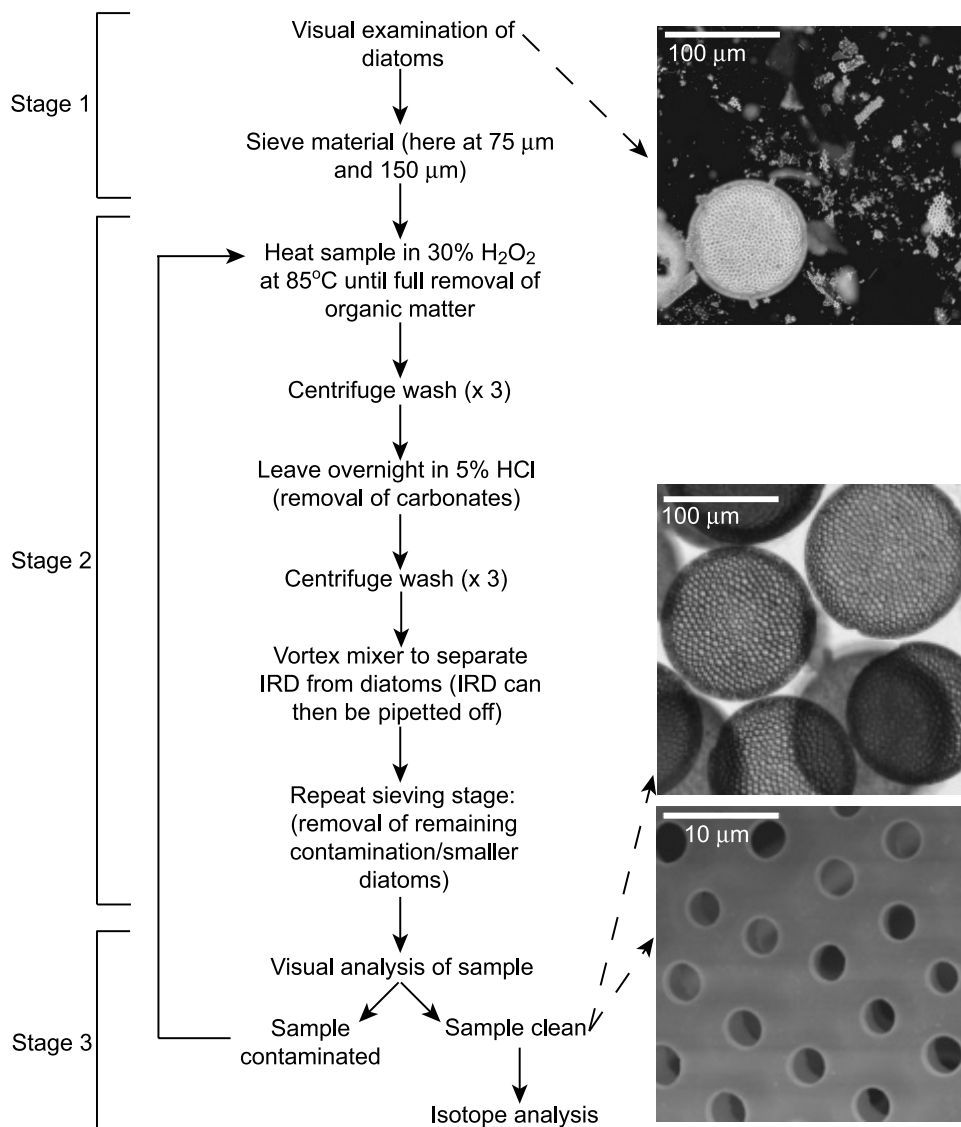 Stage 1
Visual examination of
diatoms
Sieve material (here at 75 μm
and 150 μm)
100 μm
Stage 2
Heat sample in 30% H₂O₂
at 85°C until full removal of
organic matter
Centrifuge wash (x 3)
Leave overnight in 5% HCl
(removal of carbonates)
Centrifuge wash (x 3)
Vortex mixer to separate
IRD from diatoms (IRD can
then be pipetted off)
Repeat sieving stage:
(removal of remaining
contamination/smaller
diatoms)
100 μm
10 μm
Stage 3
Visual analysis of sample
Sample
contaminated
Sample clean
Isotope analysis